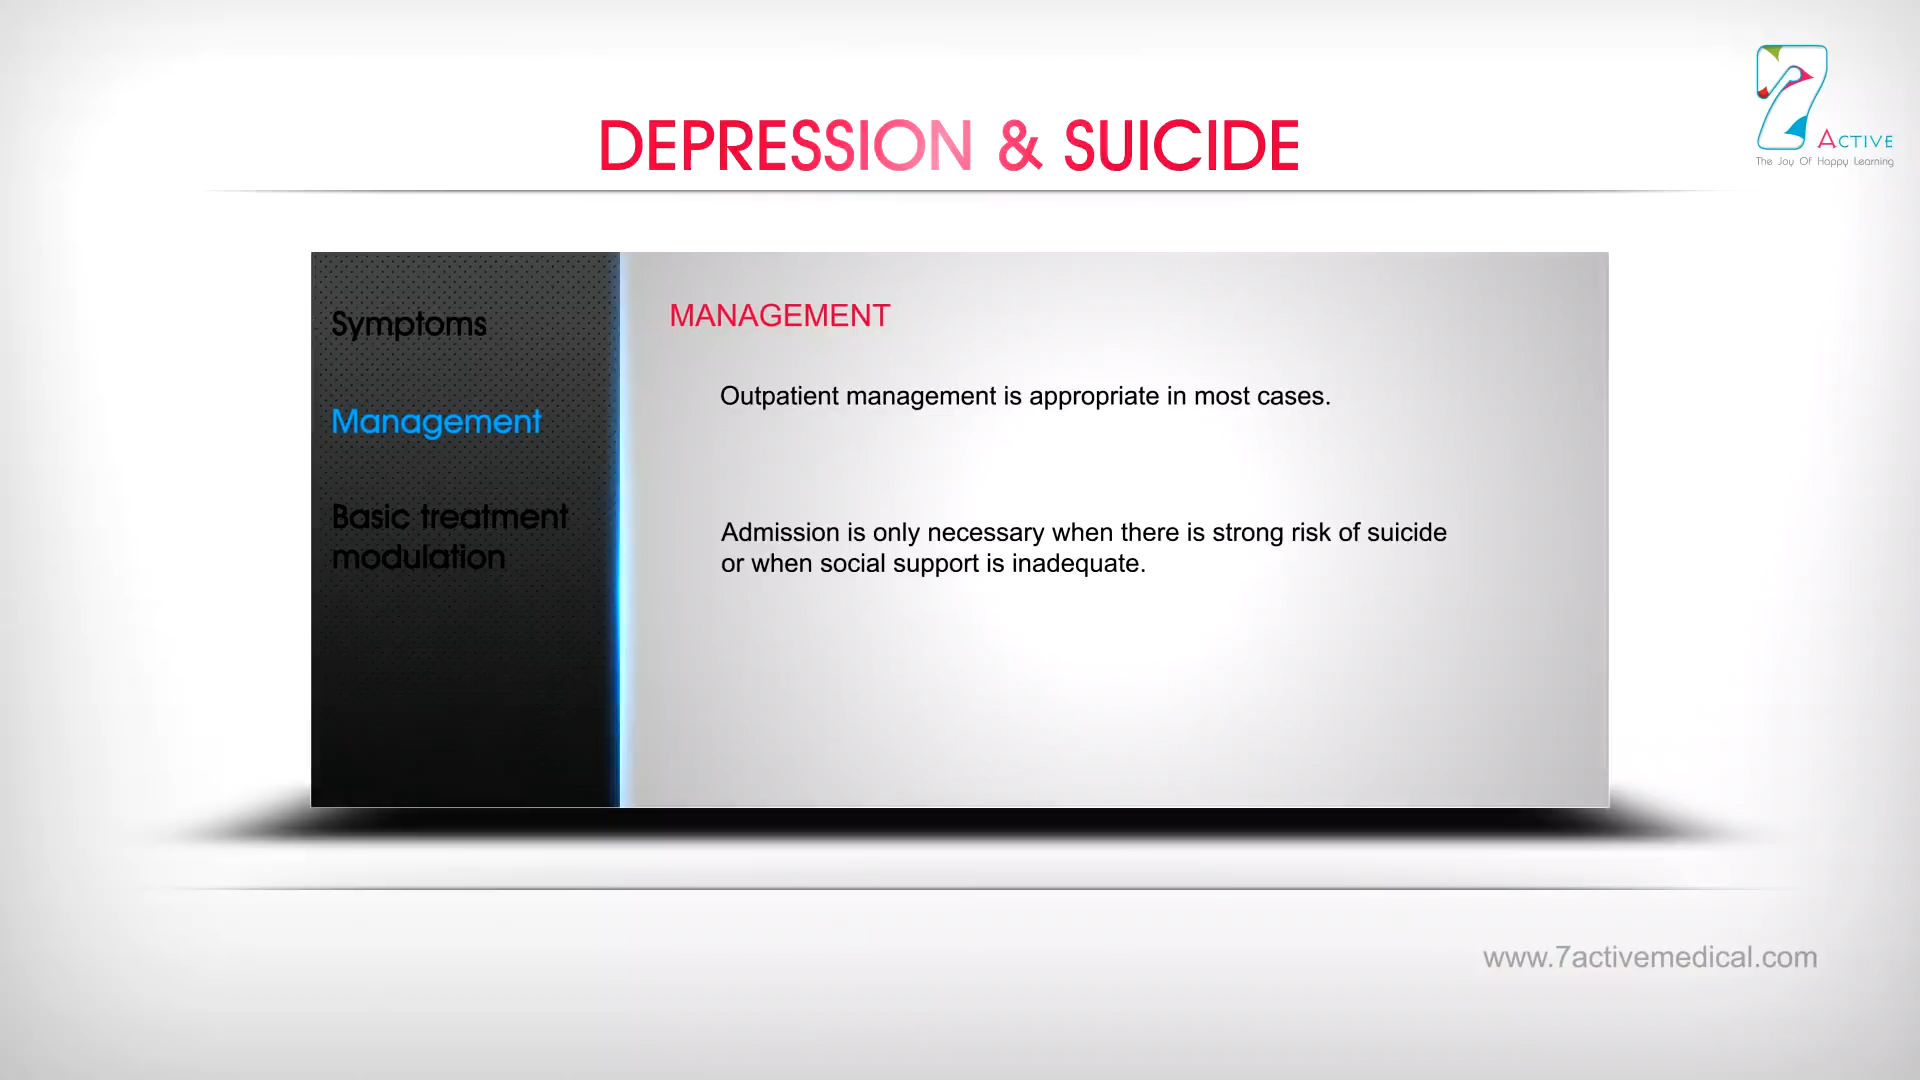 7 ACTIVE
The Joy Of Happy Learning
DEPRESSION & SUICIDE
Symptoms
Management
Basic treatment
modulation
MANAGEMENT
Outpatient management is appropriate in most cases.
Admission is only necessary when there is strong risk of suicide
or when social support is inadequate.
www.7activemedical.com